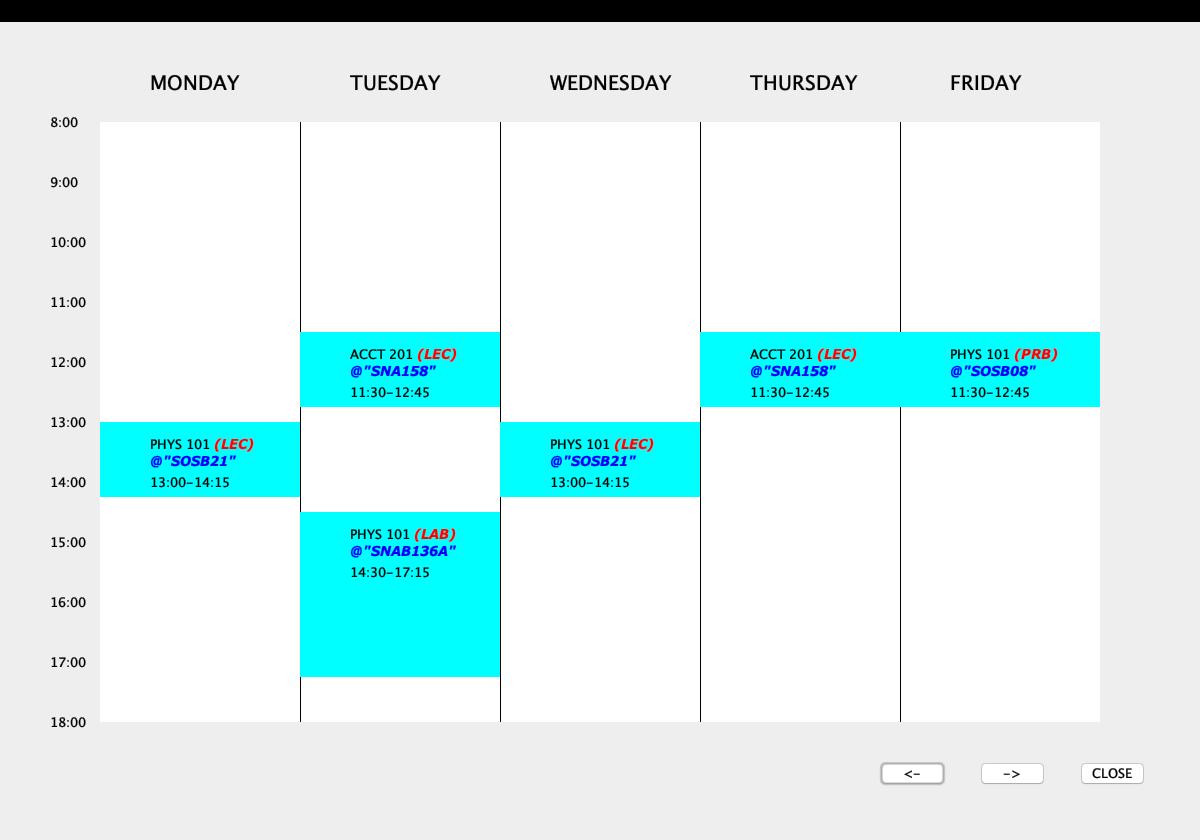 MONDAY TUESDAY WEDNESDAY THURSDAY FRIDAY
8:00
9:00
10:00
11:00
12:00
13:00
14:00
15:00
16:00
17:00
18:00
PHYS 101 (LEC)
@"SOSB21"
13:00-14:15
ACCT 201 (LEC)
@"SNA158"
11:30-12:45
PHYS 101 (LAB)
@"SNAB136A"
14:30-17:15
PHYS 101 (LEC)
@"SOSB21"
13:00-14:15
ACCT 201 (LEC)
@"SNA158"
11:30-12:45
PHYS 101 (PRB)
@"SOSB08"
11:30-12:45
<- -> CLOSE